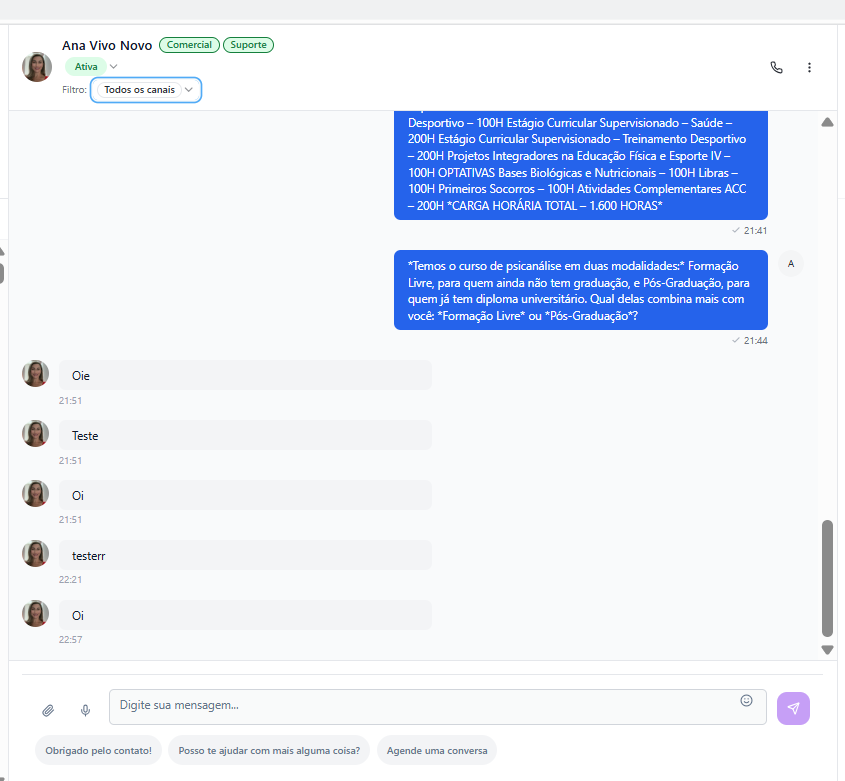 Ana Vivo Novo Comercial Suporte
Ativa
Filtro: Todos os canais
Desportivo – 100H Estágio Curricular Supervisionado – Saúde –
200H Estágio Curricular Supervisionado – Treinamento Desportivo
– 200H Projetos Integradores na Educação Física e Esporte IV –
100H OPTATIVAS Bases Biológicas e Nutricionais – 100H Libras –
100H Primeiros Socorros – 100H Atividades Complementares ACC
– 200H *CARGA HORÁRIA TOTAL – 1.600 HORAS*
21:41
A
*Temos o curso de psicanálise em duas modalidades:* Formação
Livre, para quem ainda não tem graduação, e Pós-Graduação, para
quem já tem diploma universitário. Qual delas combina mais com
você: *Formação Livre* ou *Pós-Graduação*?
21:44
Oie
21:51
Teste
21:51
Oi
21:51
testerr
22:21
Oi
22:57
Digite sua mensagem...
Obrigado pelo contato! Posso te ajudar com mais alguma coisa? Agende uma conversa